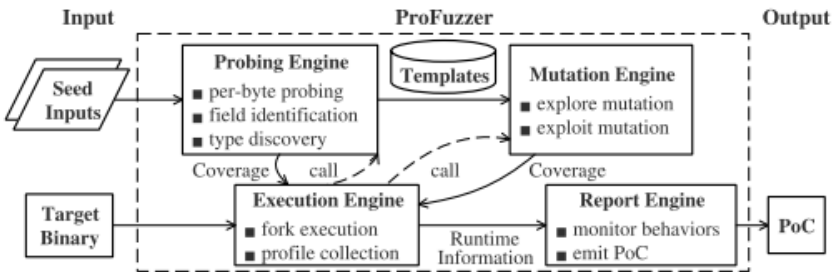 Input
ProFuzzer
Output
Seed
Inputs
Probing Engine
■ per-byte probing
■ field identification
■ type discovery
Templates
Mutation Engine
■ explore mutation
■ exploit mutation
Coverage
call
call
Coverage
Target
Binary
Execution Engine
■ fork execution
■ profile collection
Runtime
Information
Report Engine
■ monitor behaviors
■ emit PoC
PoC